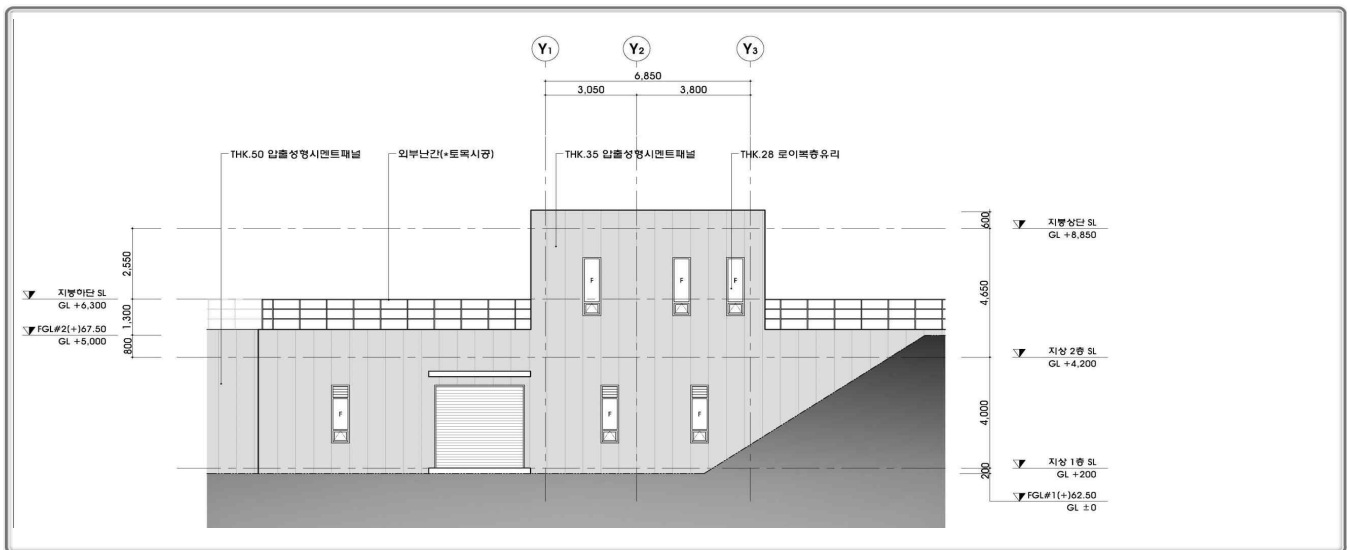 Y1
Y2
Y3
6,850
3,050
3,800
THK.50 압출성형시멘트패널
외부난간(*토목시공)
THK.35 압출성형시멘트패널
THK.28 로이복층유리
2,550
1,300
800
지붕하단 SL
GL +6,300
FGL#2(+)67.50
GL +5,000
F
F
F
F
F
F
600
4,650
4,000
200
지붕상단 SL
GL +8,850
지상 2층 SL
GL +4,200
지상 1층 SL
GL +200
FGL#1(+)62.50
GL ±0